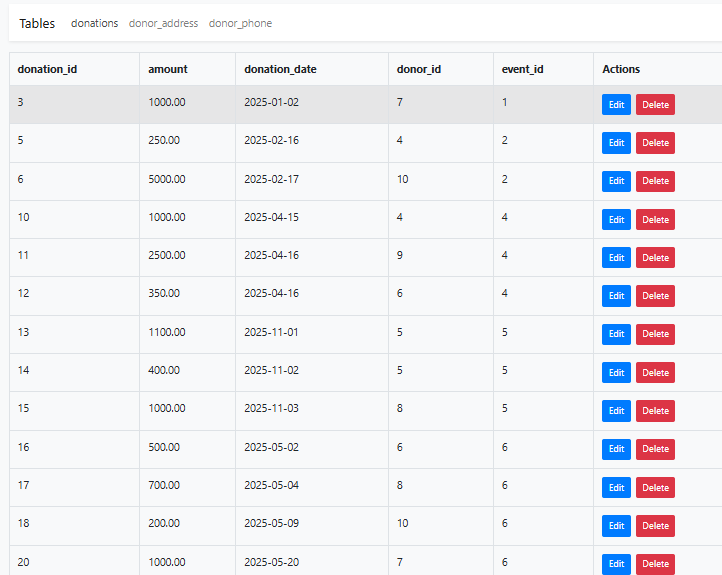 Tables donations donor_address donor_phone
donation_id amount donation_date donor_id event_id Actions
3 1000.00 2025-01-02 7 1 Edit Delete
5 250.00 2025-02-16 4 2 Edit Delete
6 5000.00 2025-02-17 10 2 Edit Delete
10 1000.00 2025-04-15 4 4 Edit Delete
11 2500.00 2025-04-16 9 4 Edit Delete
12 350.00 2025-04-16 6 4 Edit Delete
13 1100.00 2025-11-01 5 5 Edit Delete
14 400.00 2025-11-02 5 5 Edit Delete
15 1000.00 2025-11-03 8 5 Edit Delete
16 500.00 2025-05-02 6 6 Edit Delete
17 700.00 2025-05-04 8 6 Edit Delete
18 200.00 2025-05-09 10 6 Edit Delete
20 1000.00 2025-05-20 7 6 Edit Delete